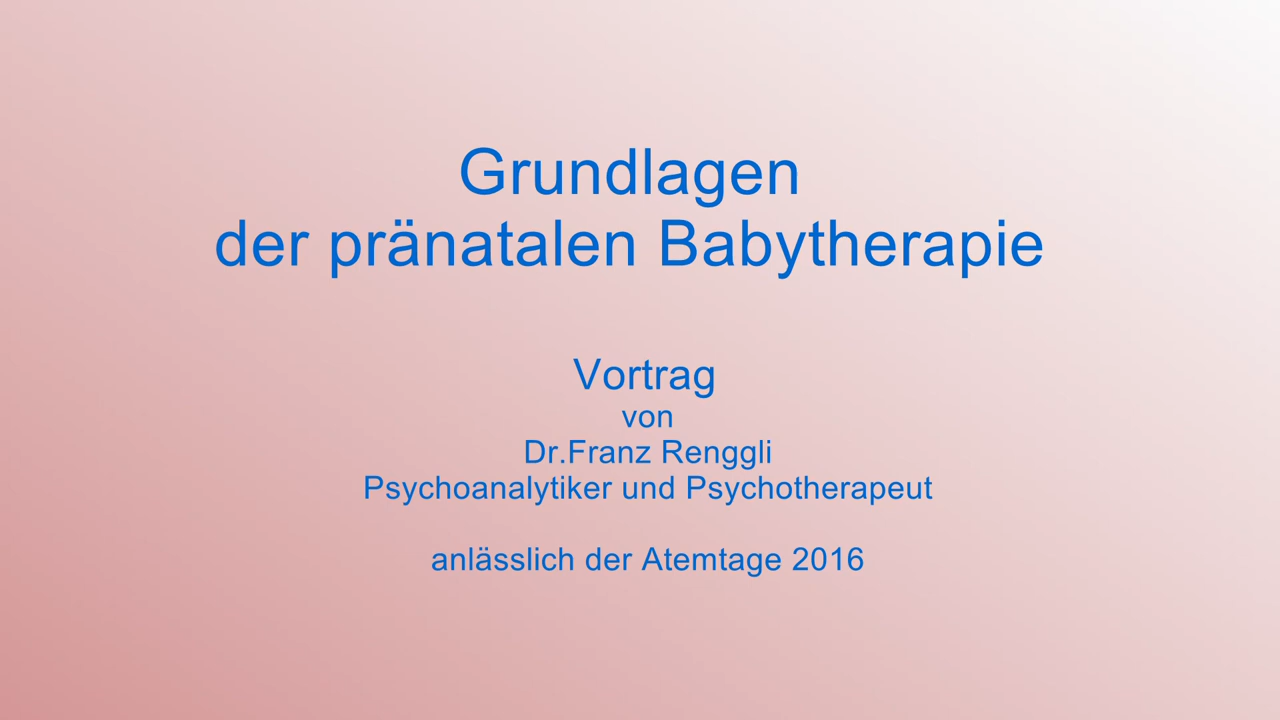 Grundlagen
der pränatalen Babytherapie
Vortrag
von
Dr.Franz Renggli
Psychoanalytiker und Psychotherapeut
anlässlich der Atemtage 2016